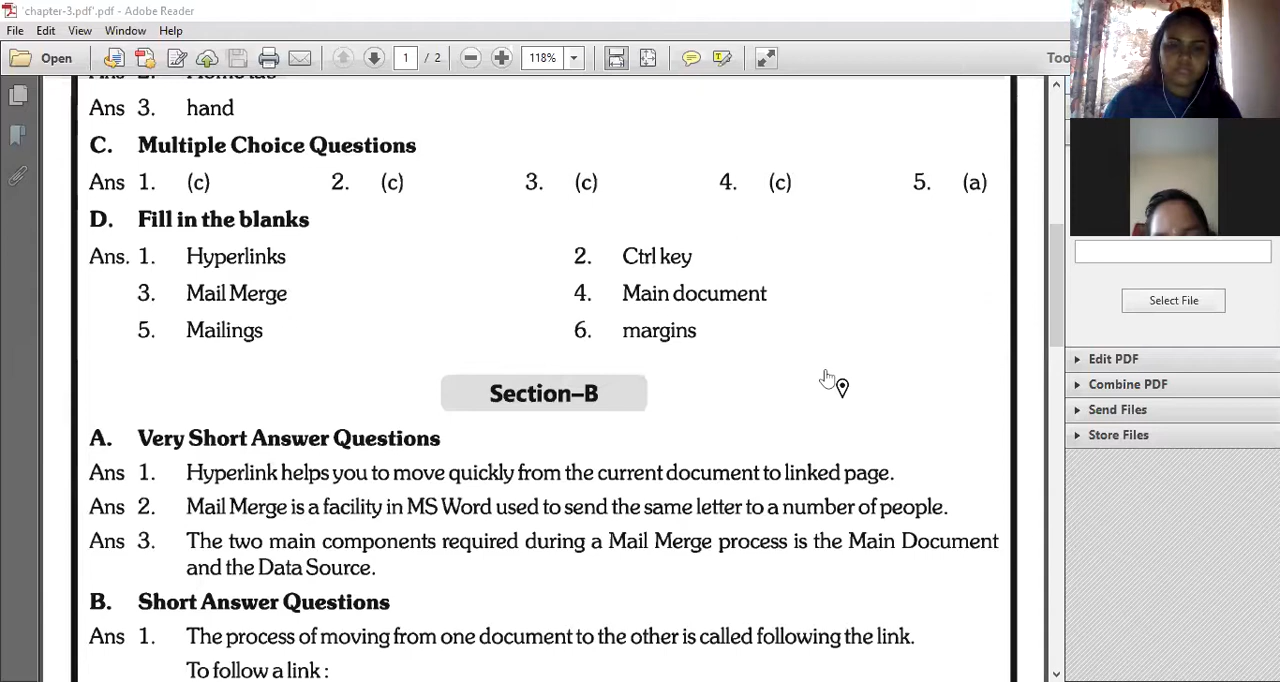 'chapter-3.pdf'.pdf - Adobe Reader
File Edit View Window Help
Open 1 / 2 118% Too
Ans 2. Home tab
Ans 3. hand
C. Multiple Choice Questions
Ans 1. (c) 2. (c) 3. (c) 4. (c) 5. (a)
D. Fill in the blanks
Ans. 1. Hyperlinks 2. Ctrl key
3. Mail Merge 4. Main document
5. Mailings 6. margins
Section–B
A. Very Short Answer Questions
Ans 1. Hyperlink helps you to move quickly from the current document to linked page.
Ans 2. Mail Merge is a facility in MS Word used to send the same letter to a number of people.
Ans 3. The two main components required during a Mail Merge process is the Main Document
and the Data Source.
B. Short Answer Questions
Ans 1. The process of moving from one document to the other is called following the link.
To follow a link :
Select File
Edit PDF
Combine PDF
Send Files
Store Files